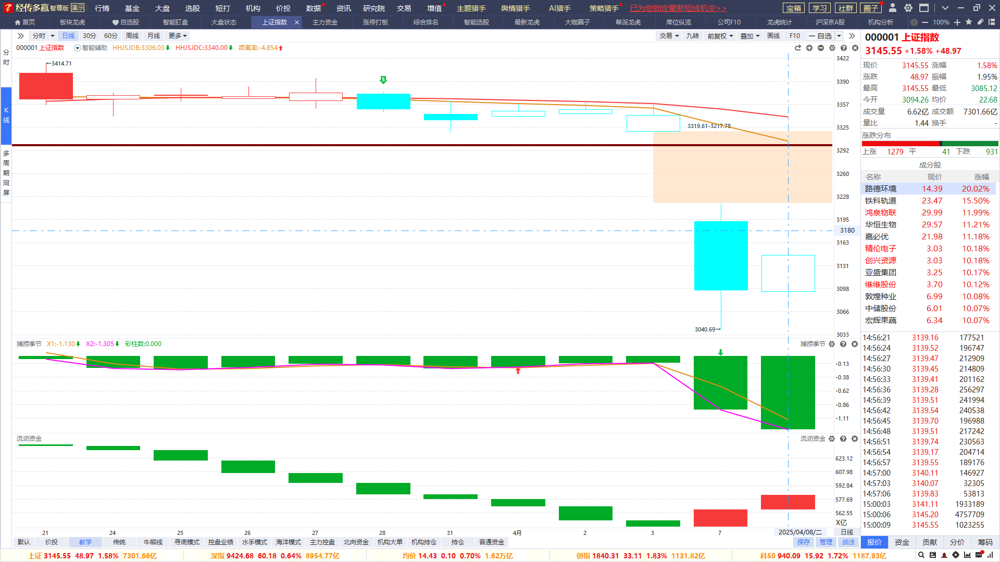 经传多赢 智尊版 演示 行情 基金 大盘 选股 短打 机构 价投 数据 资讯 研究院 交易 增值 主题猎手 舆情猎手 AI猎手 策略猎手 已为您锁定最新短线机会>> 宝箱 学习 社群 圈子
首页 板块龙虎 自选股 智能盯盘 大盘状态 上证指数 主力资金 涨停打板 综合排名 智能选股 最新龙虎 大咖圈子 帮派龙虎 席位纵览 公司F10 龙虎统计 沪深京A股 机构分析 100%
分时 日线 30分 60分 周线 月线 更多 交易 九转 前复权 叠加 画线 F10 自选
000001 上证指数 智能辅助 HHJSJDB:3306.03 HHJSJDC:3340.00 乖离率:-4.854
分时
K线
多周期同屏
3414.71
S
3319.61-3217.78
3040.69
3422
3390
3357
3325
3292
3260
3228
3195
3180
3163
3131
3098
3066
3033
捕捞季节 X1:-1.130 X2:-1.305 彩柱数:0.000 捕捞季节
-0.13
-0.38
-0.62
-0.86
-1.11
流动资金 流动资金
623.12
607.98
592.84
577.69
562.55
X亿
21 24 25 26 27 28 31 4月 2 3 7 2025/04/08/二 日线
默认 价投 教学 传统 牛能线 寻底模式 控盘业绩 水手模式 海洋模式 主力控盘 北向资金 机构大单 机构持仓 持仓 普通资金 保存 管理 战法
000001 上证指数
3145.55 +1.58% +48.97
现价 3145.55 涨幅 1.58%
涨跌 48.97 振幅 1.95%
最高 3145.55 最低 3085.12
今开 3094.26 均价 22.68
成交量 6.62亿 成交额 7301.66亿
量比 1.44 换手 -
涨跌分布
上涨 1279 平 41 下跌 931
成分股
名称 现价 涨幅
路德环境 14.39 20.02%
铁科轨道 23.47 15.50%
鸿泉物联 29.99 11.99%
华恒生物 29.57 11.21%
嘉必优 21.98 11.18%
精伦电子 3.03 10.18%
创兴资源 3.03 10.18%
亚盛集团 3.25 10.17%
维维股份 3.70 10.12%
敦煌种业 6.99 10.08%
中储股份 6.01 10.07%
宏辉果蔬 6.34 10.07%
14:56:21 3139.16 177521
14:56:24 3139.52 196747
14:56:27 3139.47 212909
14:56:30 3139.45 214809
14:56:33 3139.41 201162
14:56:36 3139.28 256297
14:56:39 3139.51 241994
14:56:42 3139.54 240538
14:56:45 3139.70 196988
14:56:48 3139.51 217242
14:56:51 3139.74 230563
14:56:54 3139.17 204714
14:56:57 3139.55 189176
14:57:00 3140.11 146927
14:57:03 3140.07 32305
14:57:06 3139.83 53813
15:00:03 3141.11 1933189
15:00:06 3145.20 4757709
15:00:09 3145.55 1023255
报价 资金 贡献 分价 筹码
上证 3145.55 48.97 1.58% 7301.66亿 深指 9424.68 60.18 0.64% 8954.77亿 均价 14.43 0.10 0.70% 1.62万亿 创指 1840.31 33.11 1.83% 1131.82亿 科50 940.09 15.92 1.72% 1187.93亿